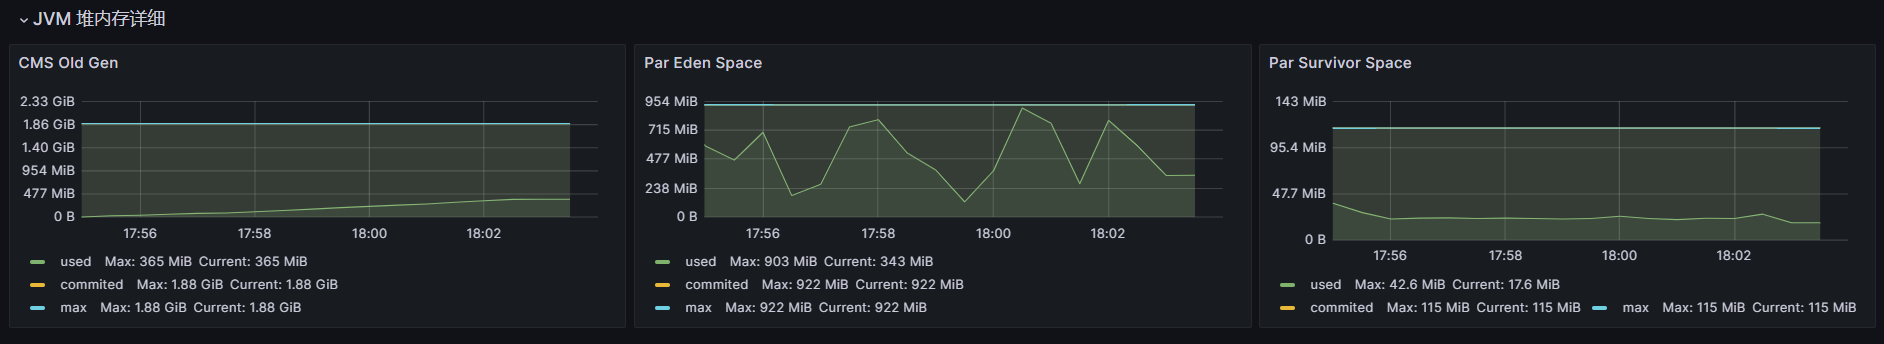 JVM 堆内存详细
CMS Old Gen
2.33 GiB
1.86 GiB
1.40 GiB
954 MiB
477 MiB
0 B
17:56 17:58 18:00 18:02
used Max: 365 MiB Current: 365 MiB
commited Max: 1.88 GiB Current: 1.88 GiB
max Max: 1.88 GiB Current: 1.88 GiB
Par Eden Space
954 MiB
715 MiB
477 MiB
238 MiB
0 B
17:56 17:58 18:00 18:02
used Max: 903 MiB Current: 343 MiB
commited Max: 922 MiB Current: 922 MiB
max Max: 922 MiB Current: 922 MiB
Par Survivor Space
143 MiB
95.4 MiB
47.7 MiB
0 B
17:56 17:58 18:00 18:02
used Max: 42.6 MiB Current: 17.6 MiB
commited Max: 115 MiB Current: 115 MiB max Max: 115 MiB Current: 115 MiB